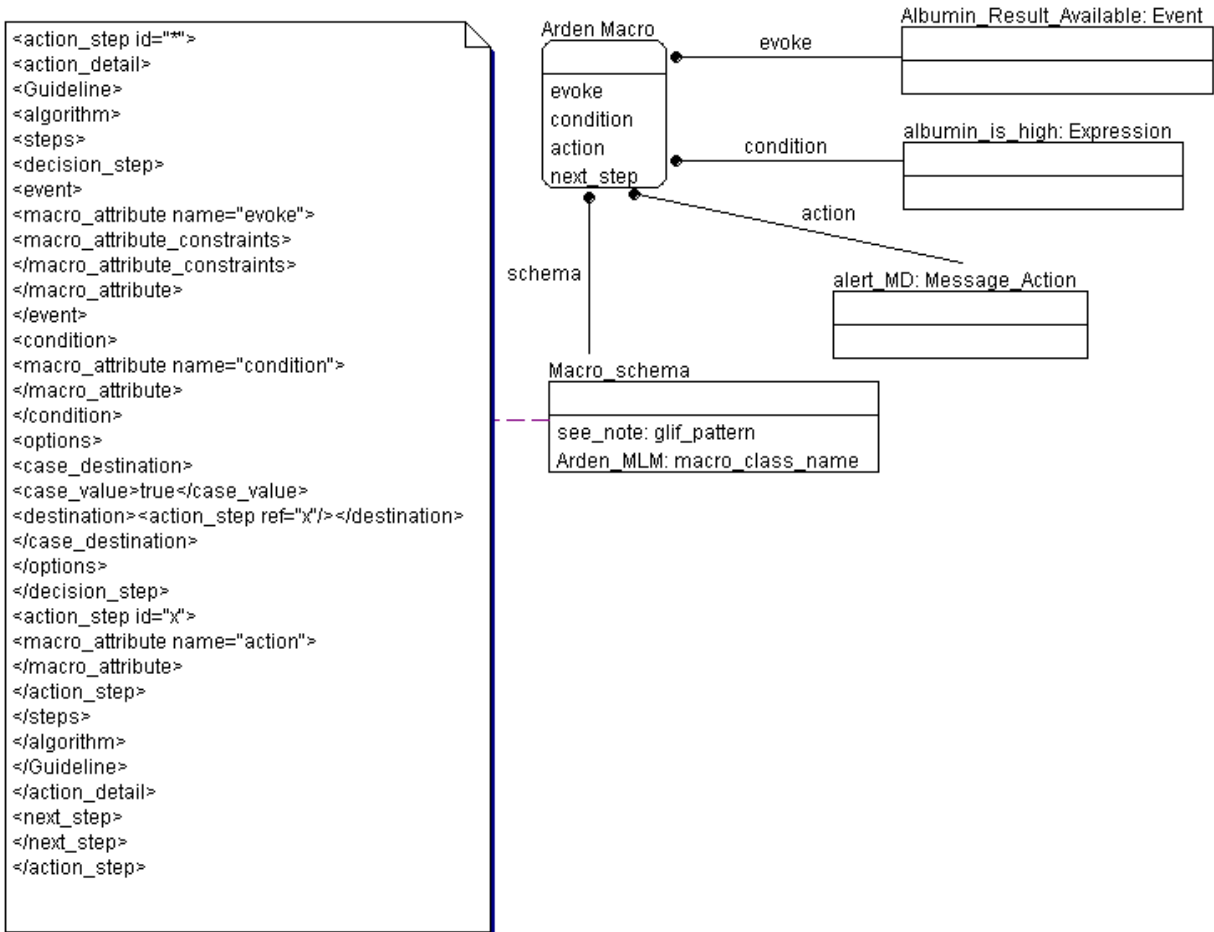 <action_step id="*">
<action_detail>
<Guideline>
<algorithm>
<steps>
<decision_step>
<event>
<macro_attribute name="evoke">
<macro_attribute_constraints>
</macro_attribute_constraints>
</macro_attribute>
</event>
<condition>
<macro_attribute name="condition">
</macro_attribute>
</condition>
<options>
<case_destination>
<case_value>true</case_value>
<destination><action_step ref="x"/></destination>
</case_destination>
</options>
</decision_step>
<action_step id="x">
<macro_attribute name="action">
</macro_attribute>
</action_step>
</steps>
</algorithm>
</Guideline>
</action_detail>
<next_step>
</next_step>
</action_step>
Arden Macro
evoke
condition
action
next_step
evoke
Albumin_Result_Available: Event
condition
albumin_is_high: Expression
action
alert_MD: Message_Action
schema
Macro_schema
see_note: glif_pattern
Arden_MLM: macro_class_name